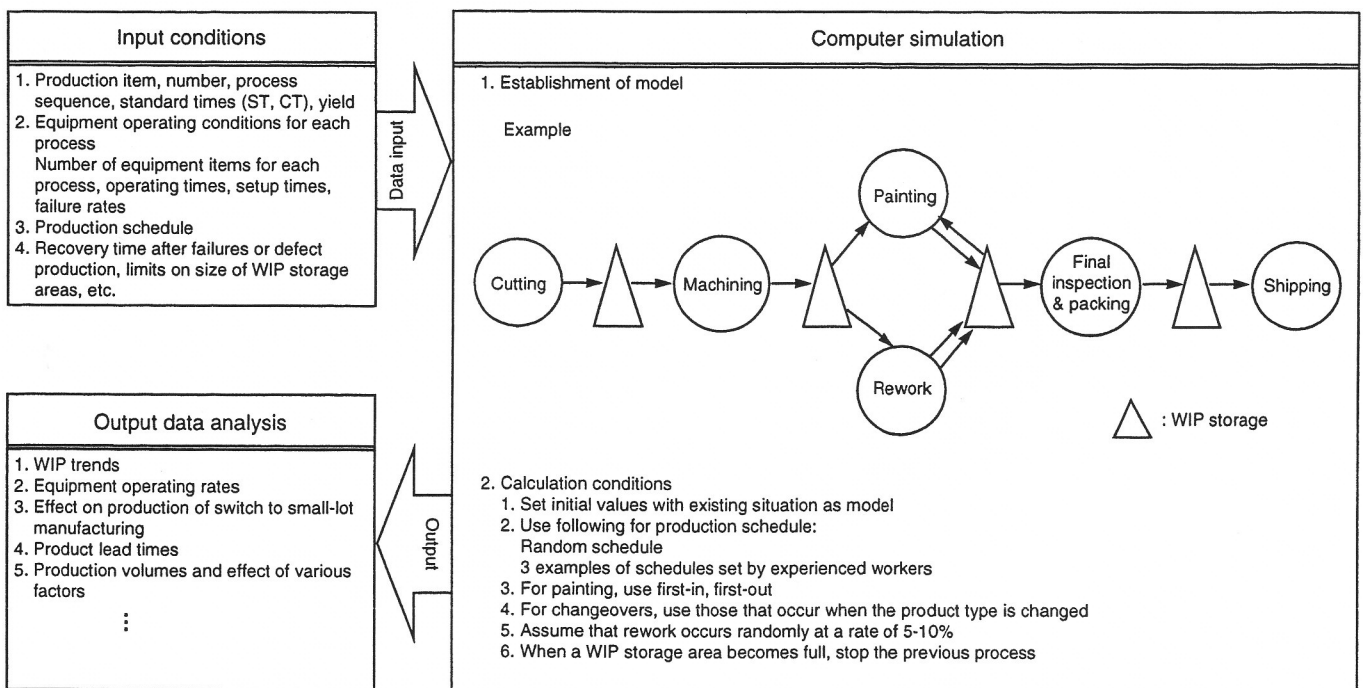 Input conditions
1. Production item, number, process
sequence, standard times (ST, CT), yield
2. Equipment operating conditions for each
process
Number of equipment items for each
process, operating times, setup times,
failure rates
3. Production schedule
4. Recovery time after failures or defect
production, limits on size of WIP storage
areas, etc.
Data input
Computer simulation
1. Establishment of model
Example
Cutting
Machining
Painting
Rework
Final
inspection
& packing
Shipping
: WIP storage
2. Calculation conditions
1. Set initial values with existing situation as model
2. Use following for production schedule:
Random schedule
3 examples of schedules set by experienced workers
3. For painting, use first-in, first-out
4. For changeovers, use those that occur when the product type is changed
5. Assume that rework occurs randomly at a rate of 5-10%
6. When a WIP storage area becomes full, stop the previous process
Output
Output data analysis
1. WIP trends
2. Equipment operating rates
3. Effect on production of switch to small-lot
manufacturing
4. Product lead times
5. Production volumes and effect of various
factors
⋮